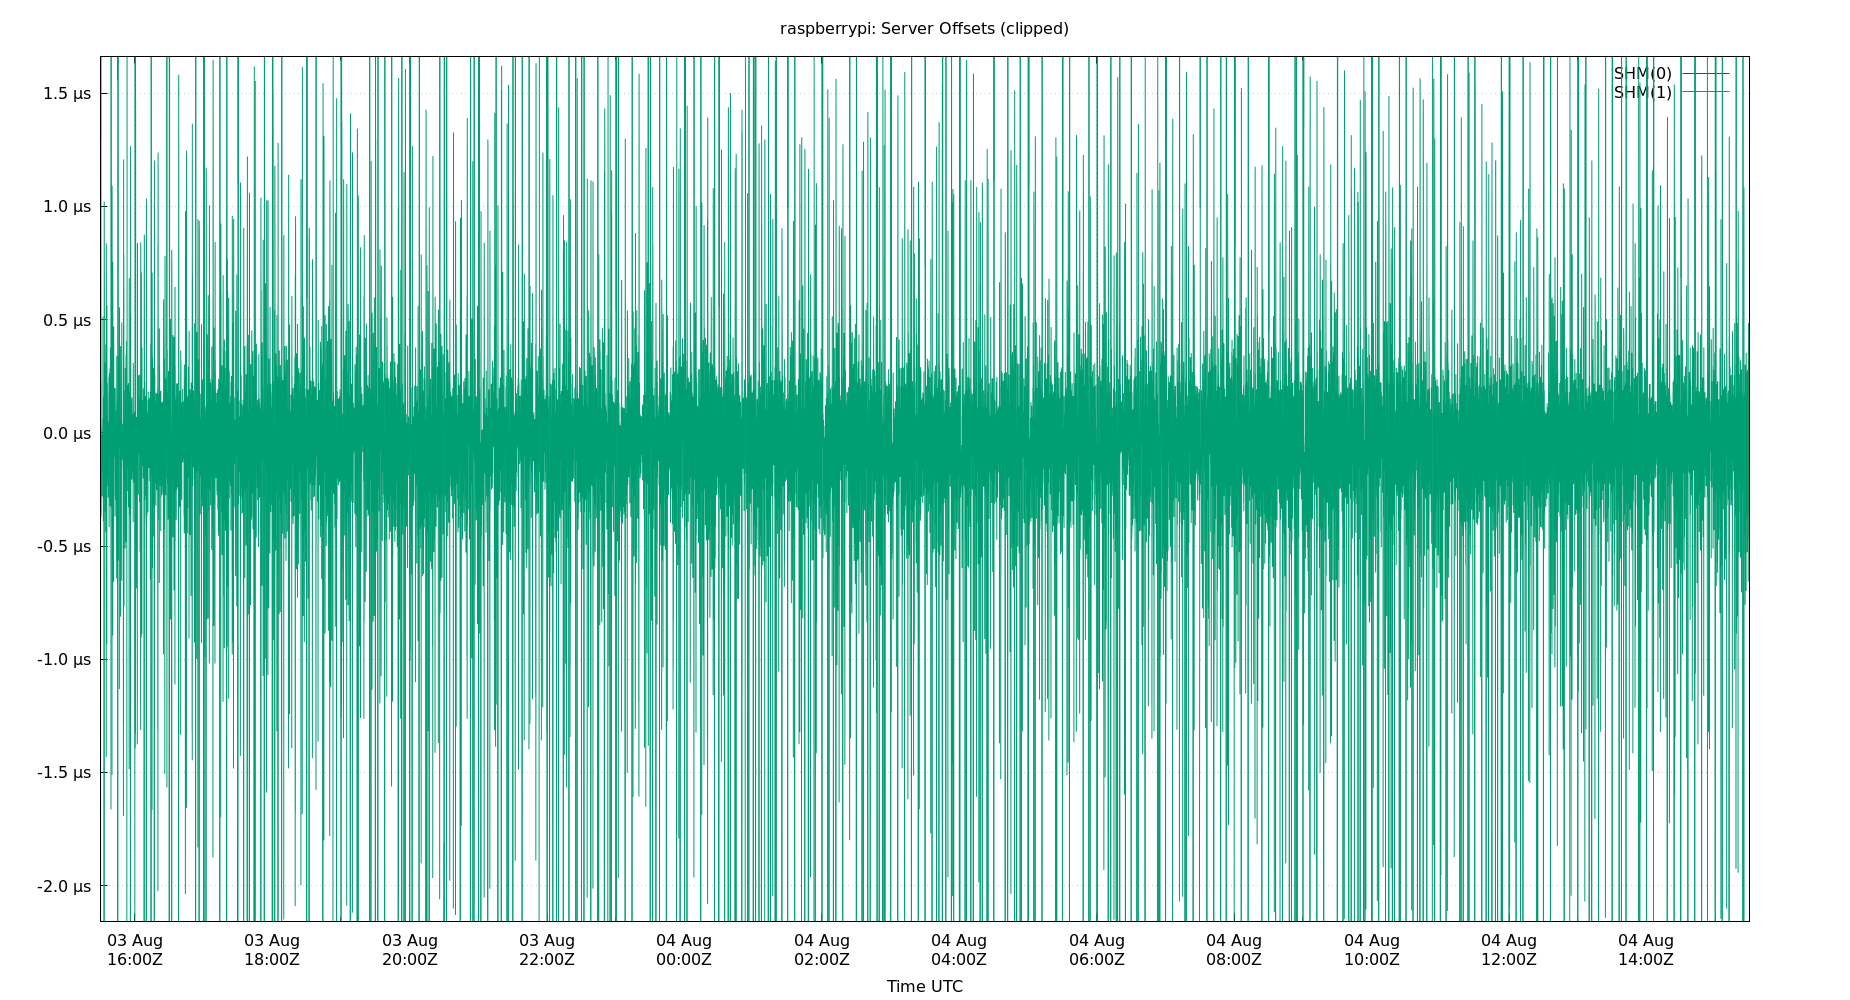 raspberrypi: Server Offsets (clipped)
SHM(0)
SHM(1)
1.5 µs
1.0 µs
0.5 µs
0.0 µs
-0.5 µs
-1.0 µs
-1.5 µs
-2.0 µs
03 Aug 03 Aug 03 Aug 03 Aug 04 Aug 04 Aug 04 Aug 04 Aug 04 Aug 04 Aug 04 Aug 04 Aug
16:00Z 18:00Z 20:00Z 22:00Z 00:00Z 02:00Z 04:00Z 06:00Z 08:00Z 10:00Z 12:00Z 14:00Z
Time UTC